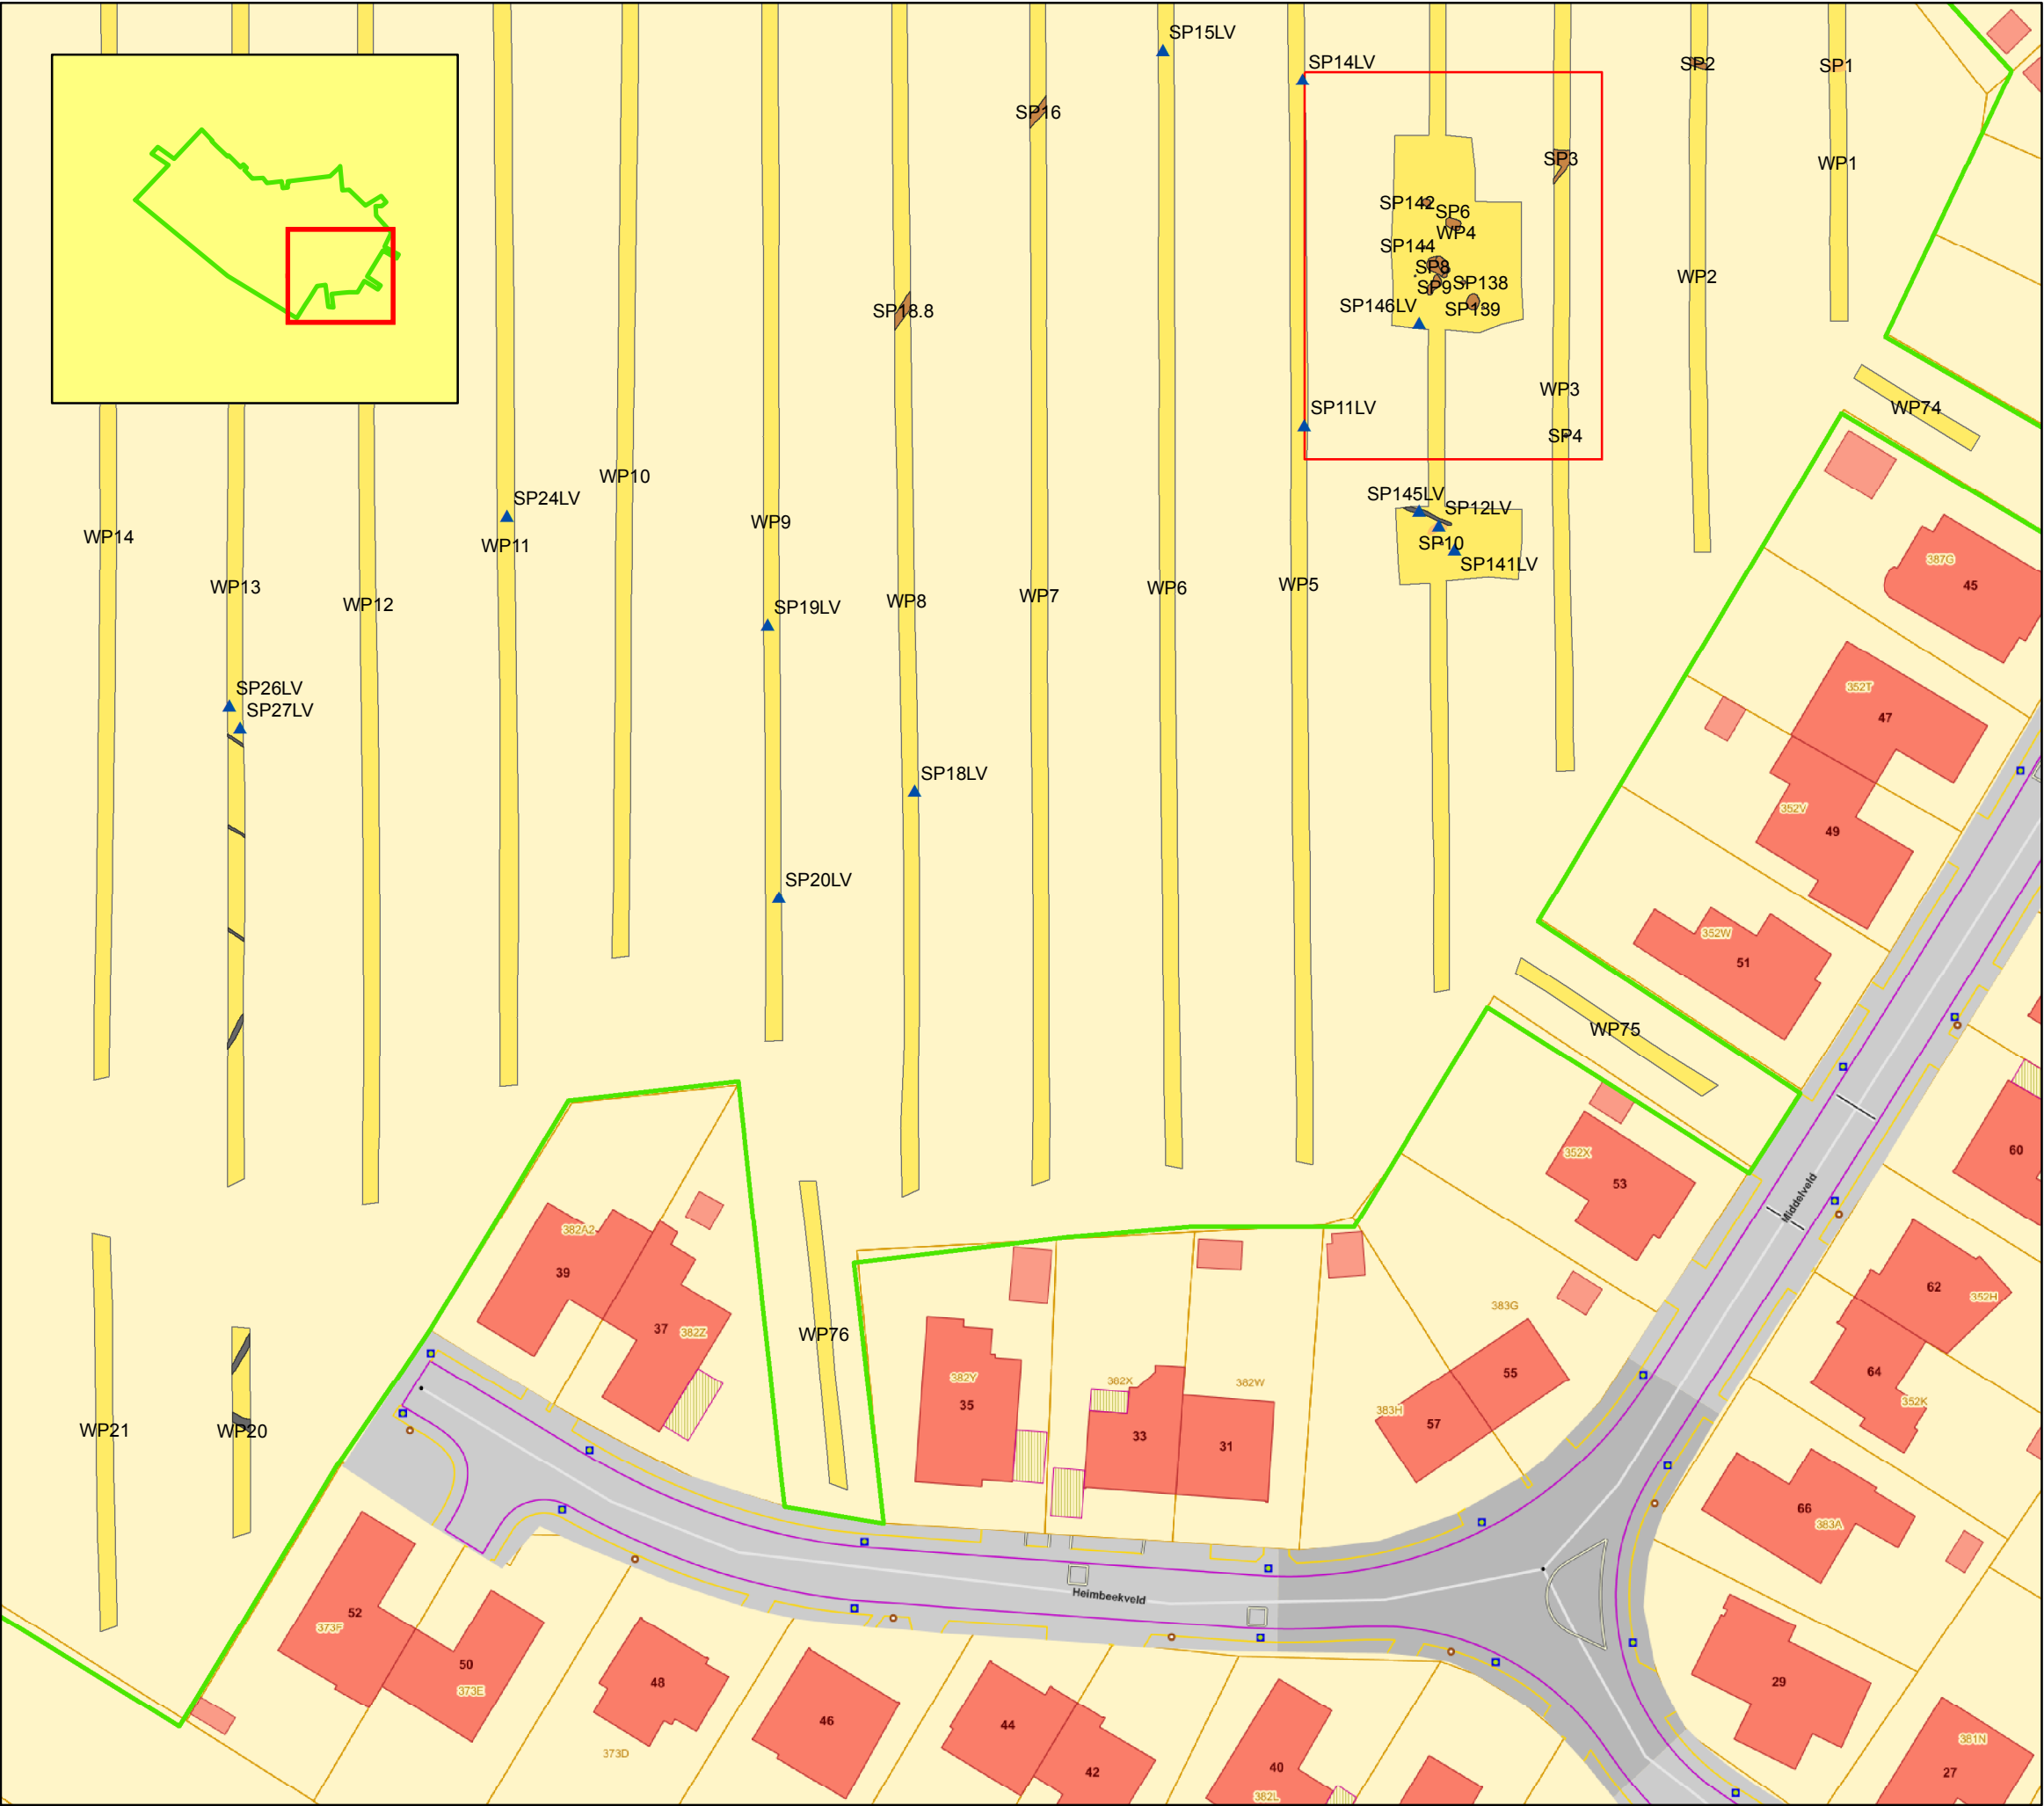 SP15LV
SP14LV
SP2
SP1
SP16
SP3
WP1
SP142
SP6
WP4
SP144
SP8
SP138
SP9
SP139
SP146LV
WP2
SP18.8
WP3
SP11LV
WP74
SP4
WP10
SP145LV
SP24LV
SP12LV
WP9
WP14
SP10
WP11
SP141LV
387G
45
WP13
WP12
WP8
WP7
WP6
WP5
SP19LV
SP26LV
352T
SP27LV
47
SP18LV
352V
49
SP20LV
352W
51
WP75
352X
53
60
Middelveld
382A2
39
62
352H
37
382Z
WP76
383G
55
64
382Y
382X
382W
352K
35
383H
57
WP21
WP20
33
31
66
383A
Heimbeekveld
52
373F
50
48
29
373E
46
44
381N
373D
42
40
27
382L